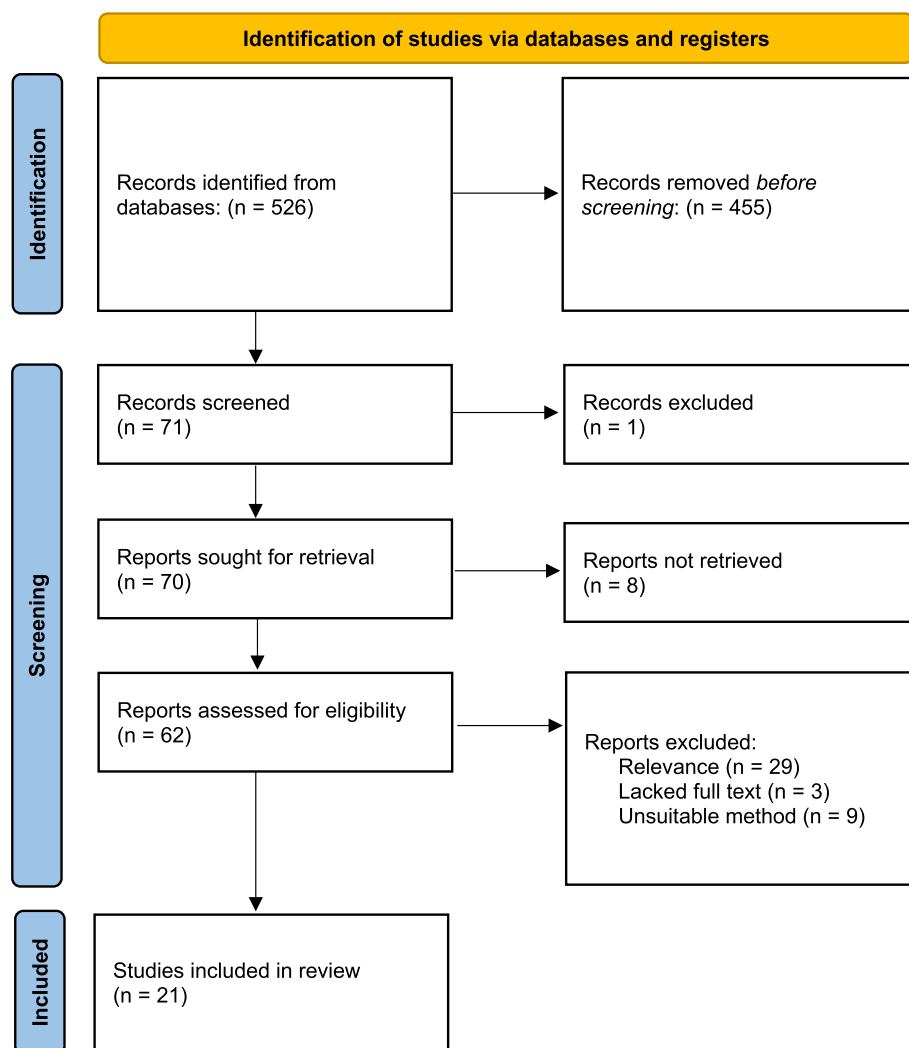 Identification of studies via databases and registers
Identification
Records identified from
databases: (n = 526)
Records removed before
screening: (n = 455)
Screening
Records screened
(n = 71)
Records excluded
(n = 1)
Reports sought for retrieval
(n = 70)
Reports not retrieved
(n = 8)
Reports assessed for eligibility
(n = 62)
Reports excluded:
Relevance (n = 29)
Lacked full text (n = 3)
Unsuitable method (n = 9)
Included
Studies included in review
(n = 21)